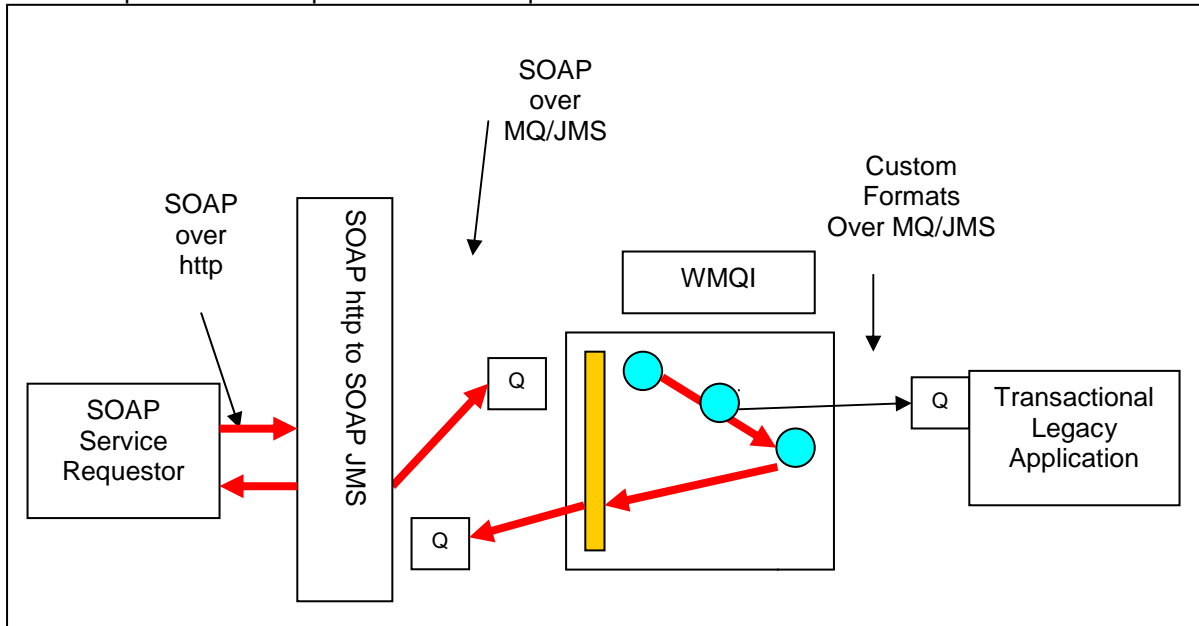 SOAP
over
MQ/JMS
Custom
Formats
Over MQ/JMS
SOAP
over
http
SOAP http to SOAP JMS
WMQI
Q
SOAP
Service
Requestor
Q
Transactional
Legacy
Application
Q